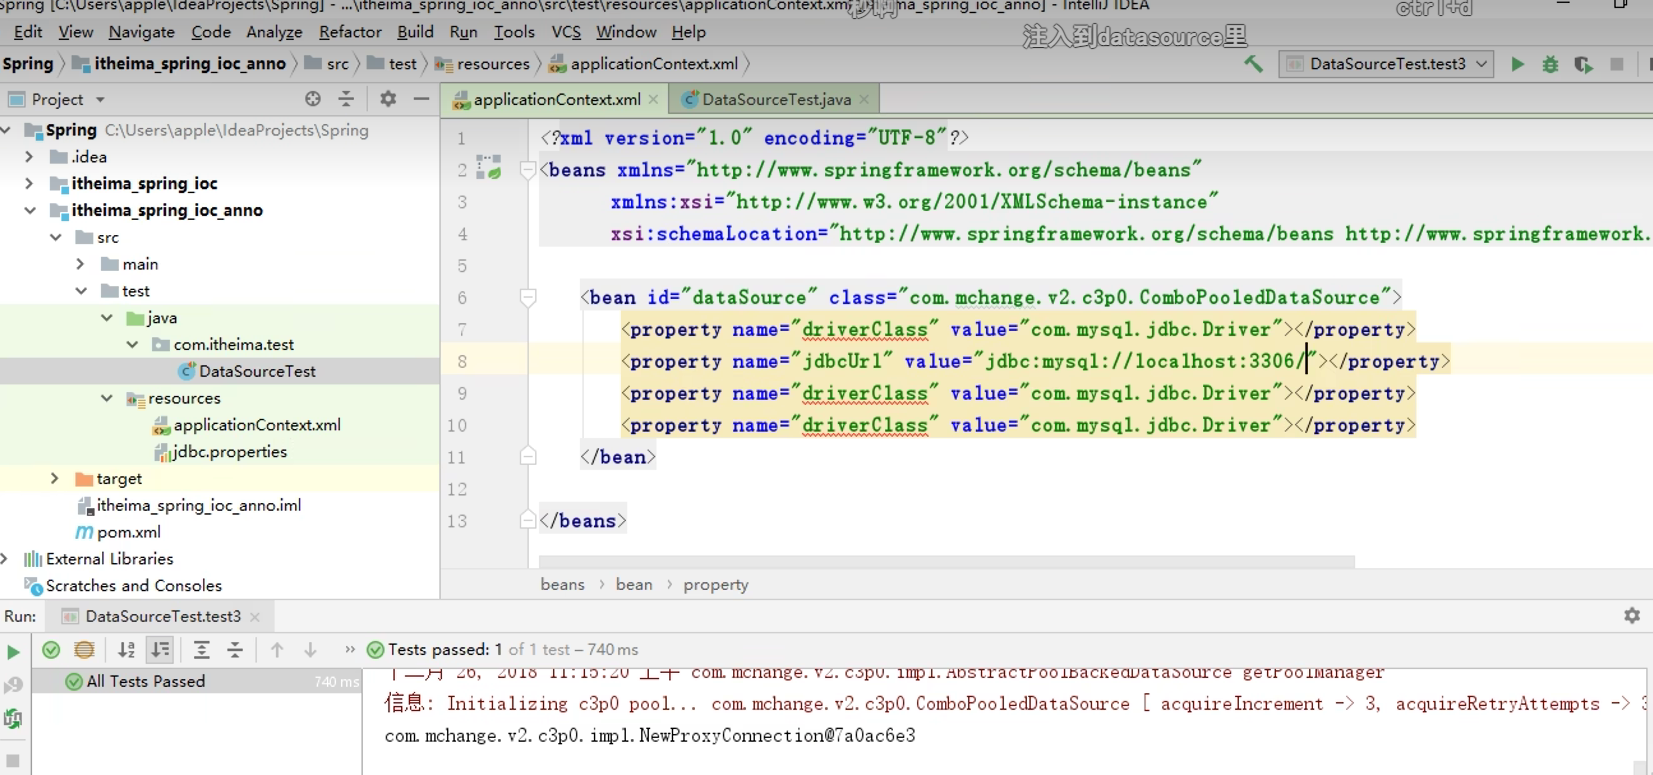 Spring [C:\Users\apple\IdeaProjects\Spring] - ...\itheima_spring_ioc_anno\src\test\resources\applicationContext.xml _spring_ioc_anno] - IntelliJ IDEA
ctrl+d
Edit View Navigate Code Analyze Refactor Build Run Tools VCS Window Help
注入到datasource里
Spring itheima_spring_ioc_anno src test resources applicationContext.xml
DataSourceTest.test3
Project
applicationContext.xml
DataSourceTest.java
Spring C:\Users\apple\IdeaProjects\Spring
.idea
itheima_spring_ioc
itheima_spring_ioc_anno
src
main
test
java
com.itheima.test
DataSourceTest
resources
applicationContext.xml
jdbc.properties
target
itheima_spring_ioc_anno.iml
pom.xml
External Libraries
Scratches and Consoles
1 <?xml version="1.0" encoding="UTF-8"?>
2 <beans xmlns="http://www.springframework.org/schema/beans"
3 xmlns:xsi="http://www.w3.org/2001/XMLSchema-instance"
4 xsi:schemaLocation="http://www.springframework.org/schema/beans http://www.springframework.
5
6 <bean id="dataSource" class="com.mchange.v2.c3p0.ComboPooledDataSource">
7 <property name="driverClass" value="com.mysql.jdbc.Driver"></property>
8 <property name="jdbcUrl" value="jdbc:mysql://localhost:3306/"></property>
9 <property name="driverClass" value="com.mysql.jdbc.Driver"></property>
10 <property name="driverClass" value="com.mysql.jdbc.Driver"></property>
11 </bean>
12
13 </beans>
beans › bean › property
Run: DataSourceTest.test3
» Tests passed: 1 of 1 test – 740 ms
All Tests Passed 740 ms
十二月 26, 2018 11:15:20 上午 com.mchange.v2.c3p0.impl.AbstractPoolBackedDataSource getPoolManager
信息: Initializing c3p0 pool... com.mchange.v2.c3p0.ComboPooledDataSource [ acquireIncrement -> 3, acquireRetryAttempts -> 3
com.mchange.v2.c3p0.impl.NewProxyConnection@7a0ac6e3